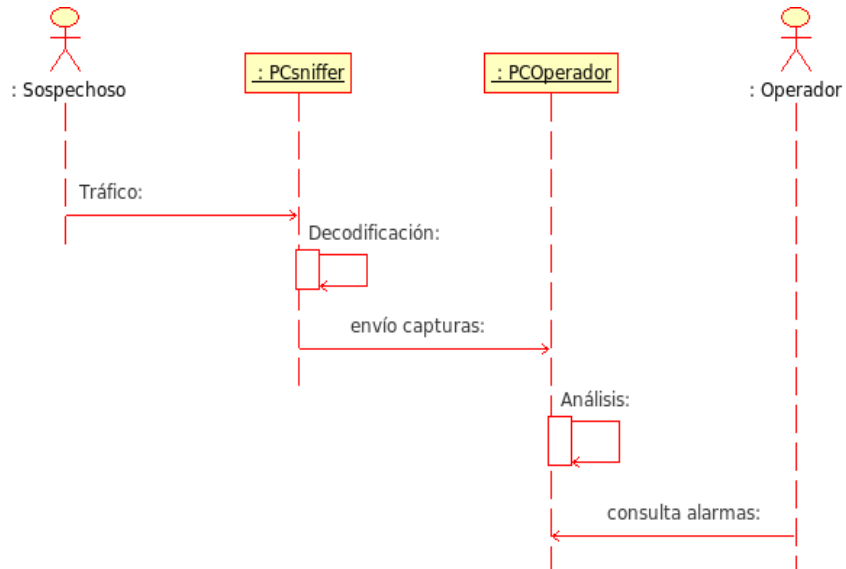 : PCsniffer
: PCOperador
: Sospechoso
: Operador
Tráfico:
Decodificación:
envío capturas:
Análisis:
consulta alarmas: